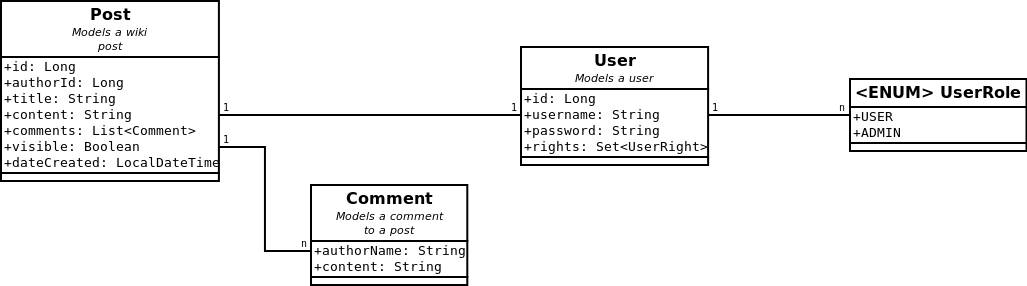 Post
Models a wiki
post
+id: Long
+authorId: Long
+title: String
+content: String
+comments: List<Comment>
+visible: Boolean
+dateCreated: LocalDateTime
1
1
1
n
User
Models a user
+id: Long
+username: String
+password: String
+rights: Set<UserRight>
1
n
<ENUM> UserRole
+USER
+ADMIN
Comment
Models a comment
to a post
+authorName: String
+content: String